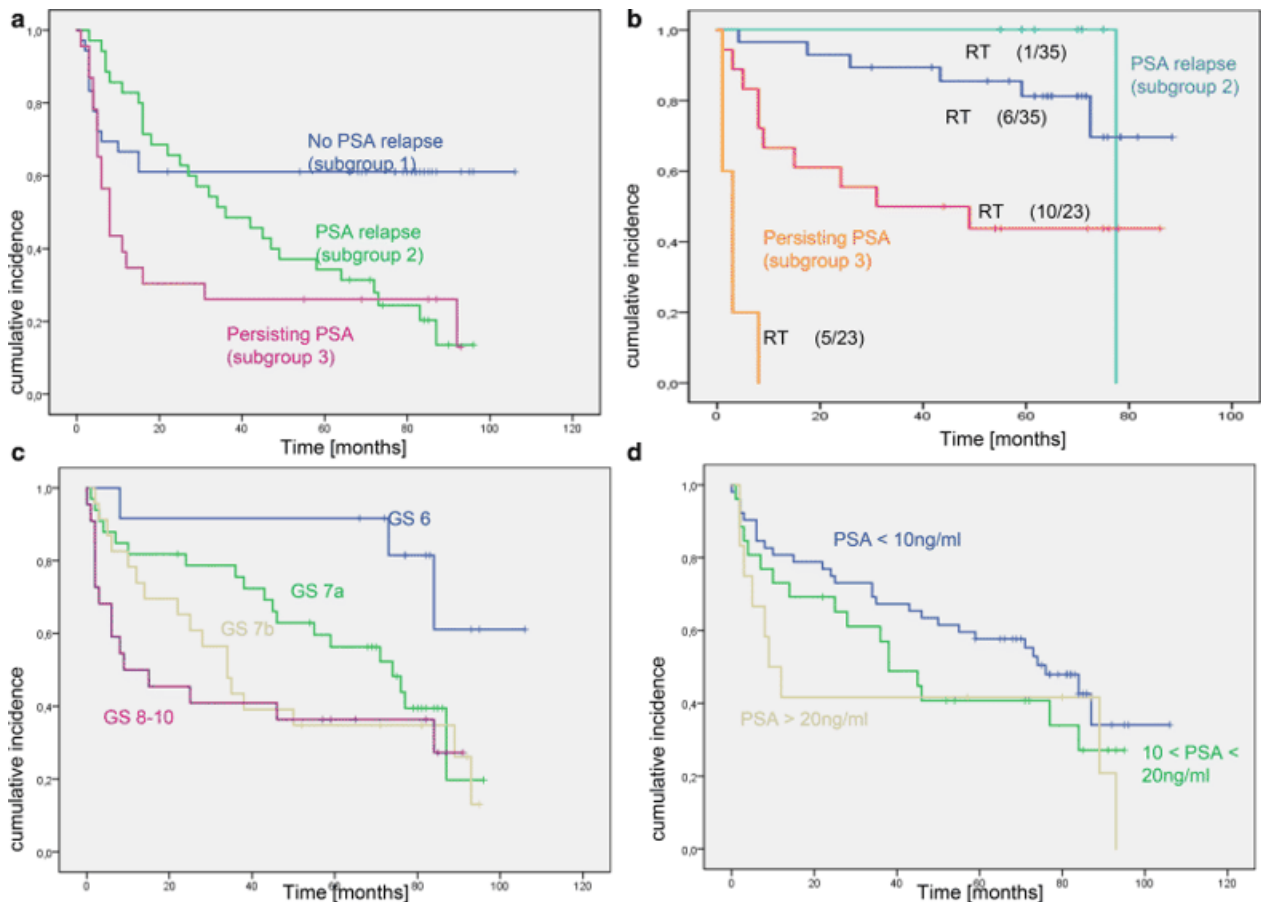 a
cumulative incidence
1,0
0,8
0,6
0,4
0,2
0,0
No PSA relapse
(subgroup 1)
PSA relapse
(subgroup 2)
Persisting PSA
(subgroup 3)
0 20 40 60 80 100 120
Time [months]
b
cumulative incidence
1,0
0,8
0,6
0,4
0,2
0,0
RT (1/35)
PSA relapse
(subgroup 2)
RT (6/35)
RT (10/23)
Persisting PSA
(subgroup 3)
RT (5/23)
0 20 40 60 80 100
Time [months]
c
cumulative incidence
1,0
0,8
0,6
0,4
0,2
0,0
GS 6
GS 7a
GS 7b
GS 8-10
0 20 40 60 80 100 120
Time [months]
d
cumulative incidence
1,0
0,8
0,6
0,4
0,2
0,0
PSA < 10ng/ml
PSA > 20ng/ml
10 < PSA <
20ng/ml
0 20 40 60 80 100 120
Time [months]